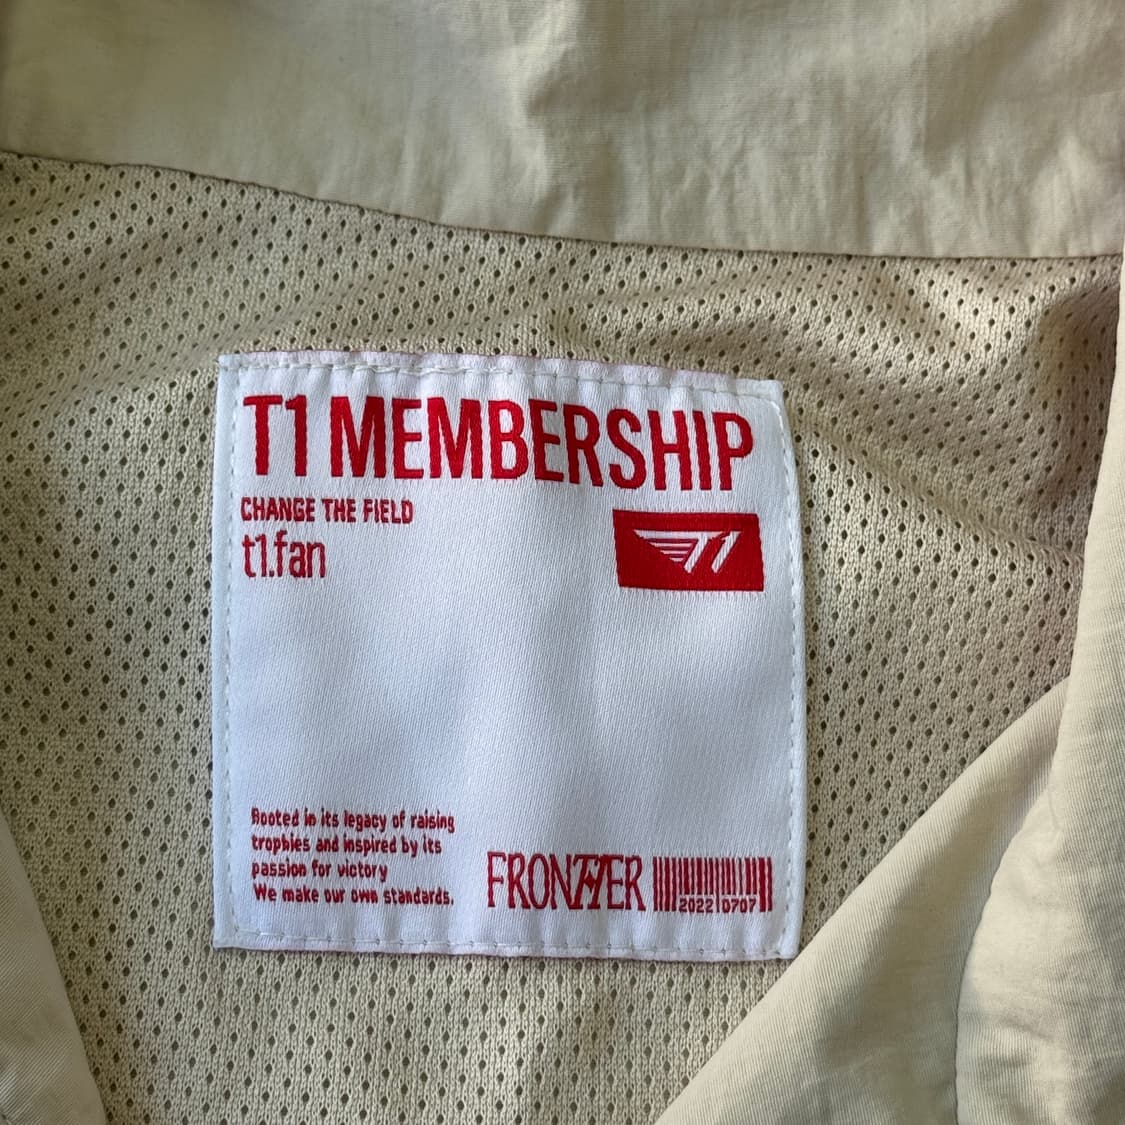 T1 MEMBERSHIP
CHANGE THE FIELD
t1.fan
T1
Rooted in its legacy of raising
trophies and inspired by its
passion for victory
We make our own standards.
FRONTIER
2022 0707